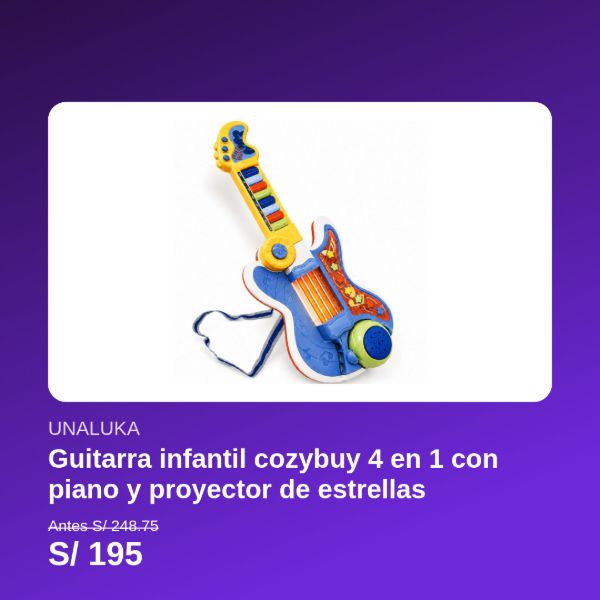 UNALUKA
Guitarra infantil cozybuy 4 en 1 con
piano y proyector de estrellas
Antes S/ 248.75
S/ 195